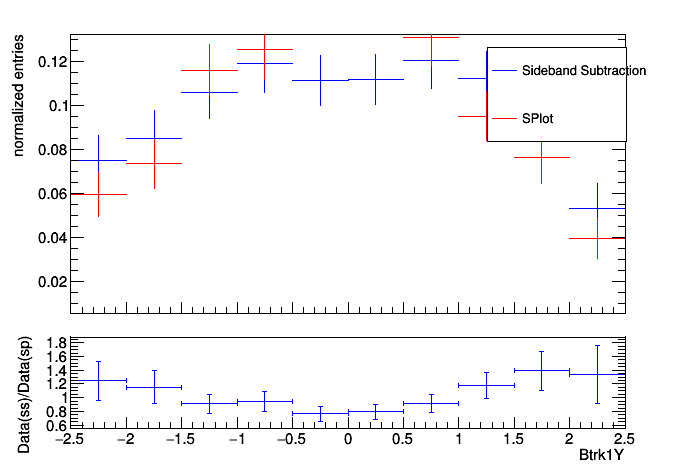 normalized entries
0.12
0.1
0.08
0.06
0.04
0.02
Sideband Subtraction
SPlot
Data(ss)/Data(sp)
1.8
1.6
1.4
1.2
1
0.8
0.6
−2.5 −2 −1.5 −1 −0.5 0 0.5 1 1.5 2 2.5
Btrk1Y